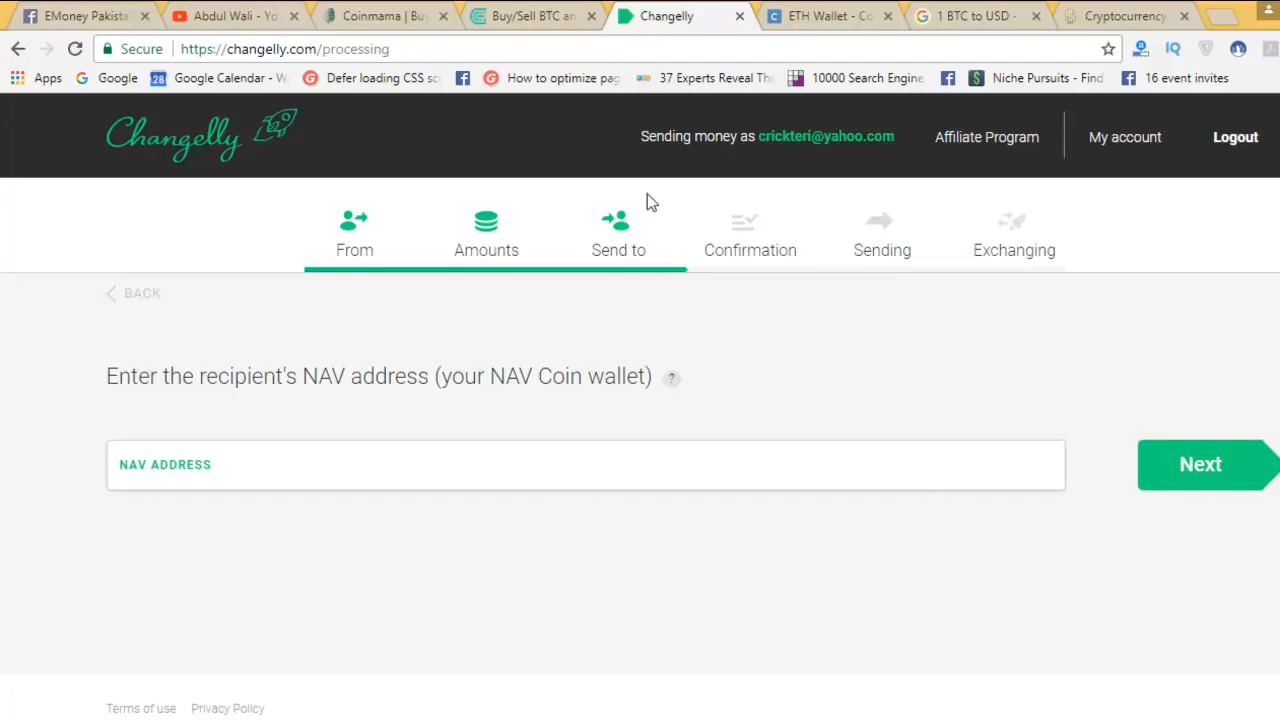 EMoney Pakista Abdul Wali - Yo Coinmama | Bu Buy/Sell BTC an Changelly ETH Wallet - Co 1 BTC to USD - Cryptocurrency
Secure https://changelly.com/processing IQ
Apps Google 28 Google Calendar - W Defer loading CSS sc How to optimize pag 37 Experts Reveal Th 10000 Search Engine Niche Pursuits - Find 16 event invites
Changelly Sending money as crickteri@yahoo.com Affiliate Program My account Logout
From Amounts Send to Confirmation Sending Exchanging
BACK
Enter the recipient's NAV address (your NAV Coin wallet) ?
NAV ADDRESS Next
Terms of use Privacy Policy